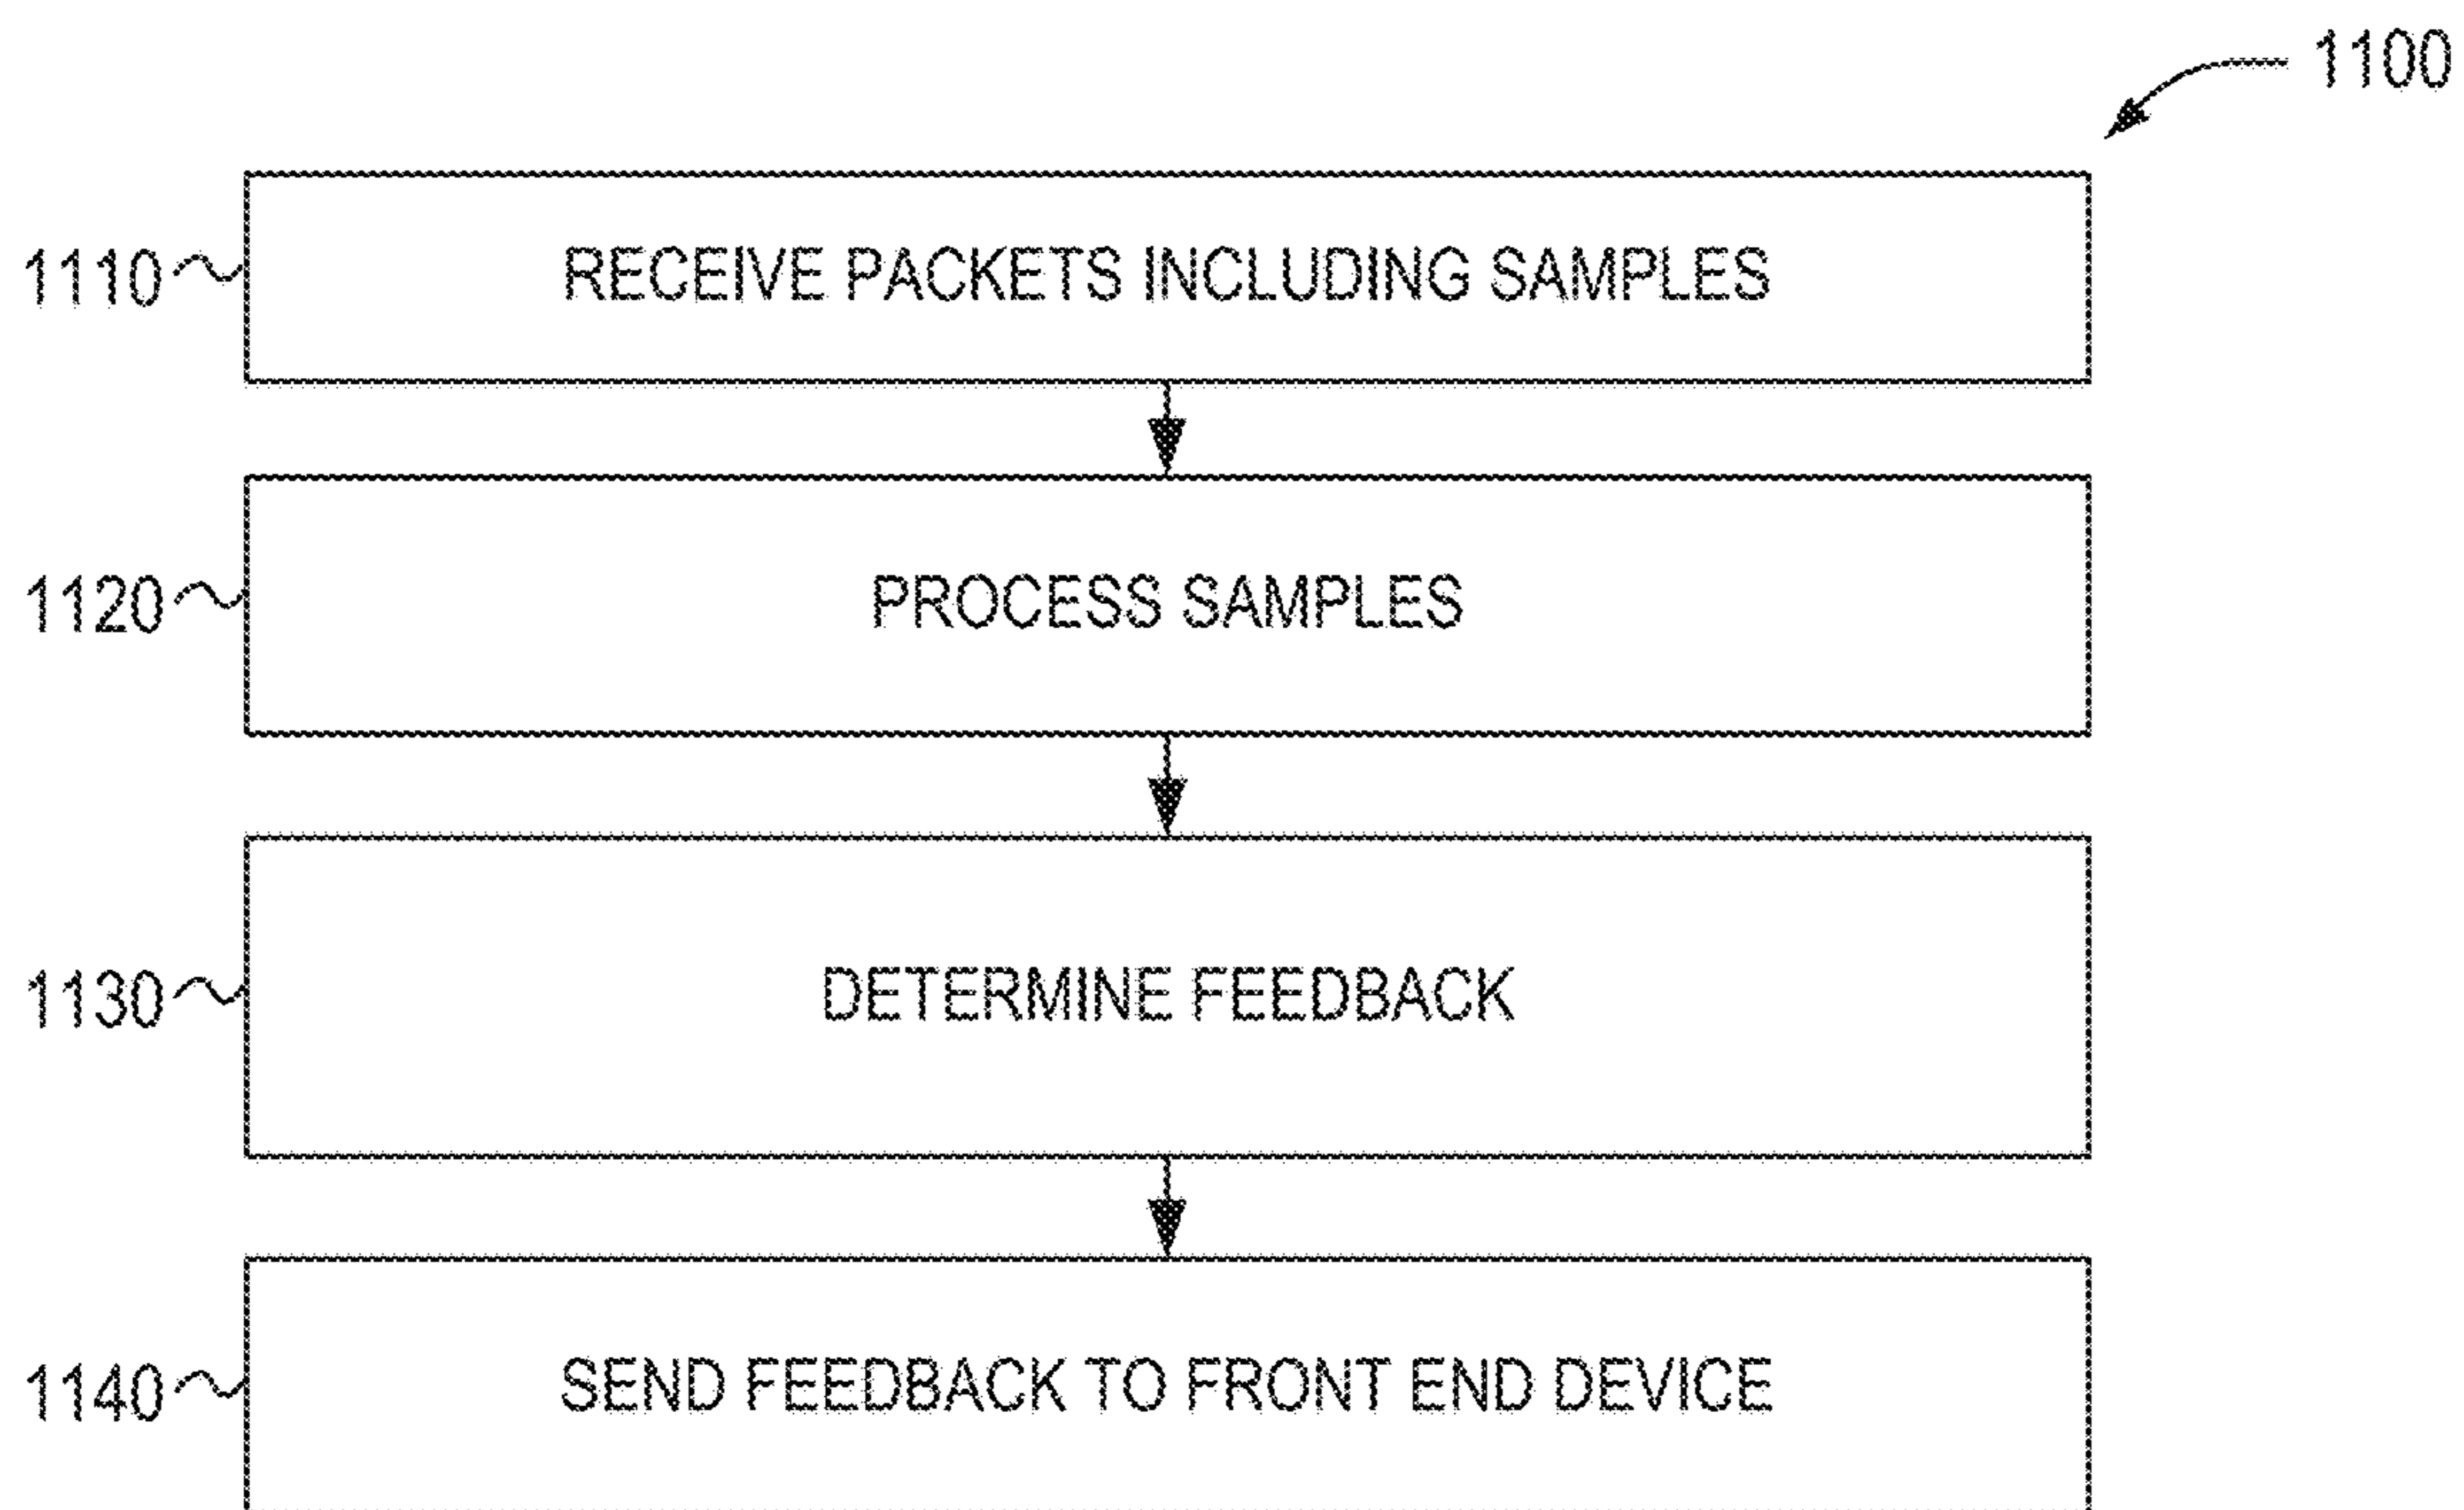 1100
1110 RECEIVE PACKETS INCLUDING SAMPLES
1120 PROCESS SAMPLES
1130 DETERMINE FEEDBACK
1140 SEND FEEDBACK TO FRONT END DEVICE